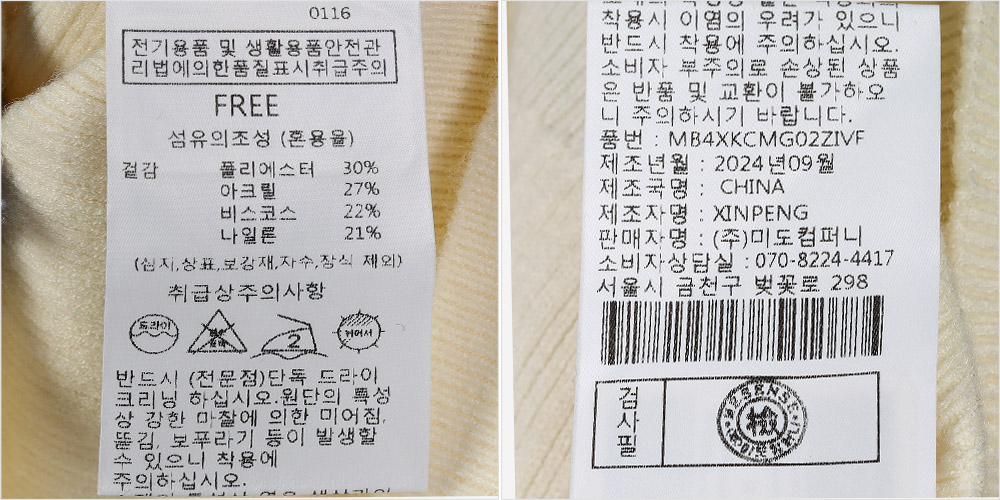 0116
전기용품 및 생활용품안전관
리법에의한품질표시취급주의
FREE
섬유의조성 (혼용율)
겉감 폴리에스터 30%
아크릴 27%
비스코스 22%
나일론 21%
(심지,상표,보강재,자수,장식 제외)
취급상주의사항
드라이
2
뉘어서
반드시 (전문점)단독 드라이
크리닝 하십시오.원단의 특성
상 강한 마찰에 의한 미어짐,
뜯김, 보푸라기 등이 발생할
수 있으니 착용에
주의하십시오.
착용시 이염의 우려가 있으니
반드시 착용에 주의하십시오.
소비자 부주의로 손상된 상품
은 반품 및 교환이 불가하오
니 주의하시기 바랍니다.
품번 : MB4XKCMG02ZIVF
제조년월 : 2024년09월
제조국명 : CHINA
제조자명 : XINPENG
판매자명 : (주)미도컴퍼니
소비자상담실 : 070-8224-4417
서울시 금천구 벚꽃로 298
검사필
檢